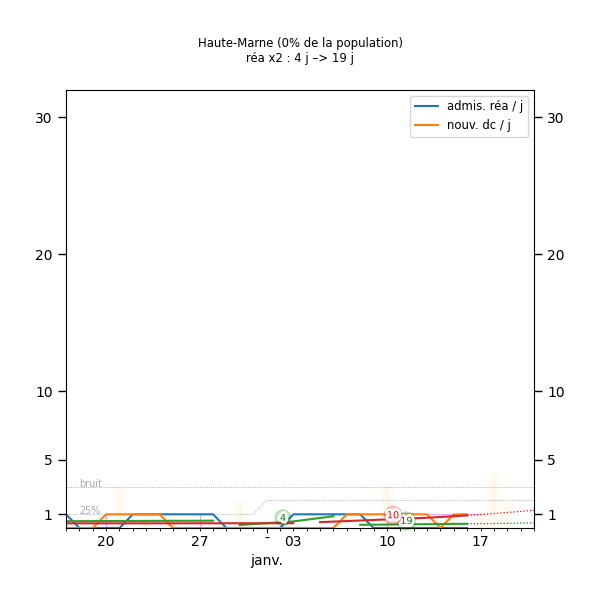 Haute-Marne (0% de la population)
réa x2 : 4 j –> 19 j
admis. réa / j
nouv. dc / j
30 30
20 20
10 10
5 5
bruit
25%
1 4 10 19 1
20 27 - 03 10 17
janv.